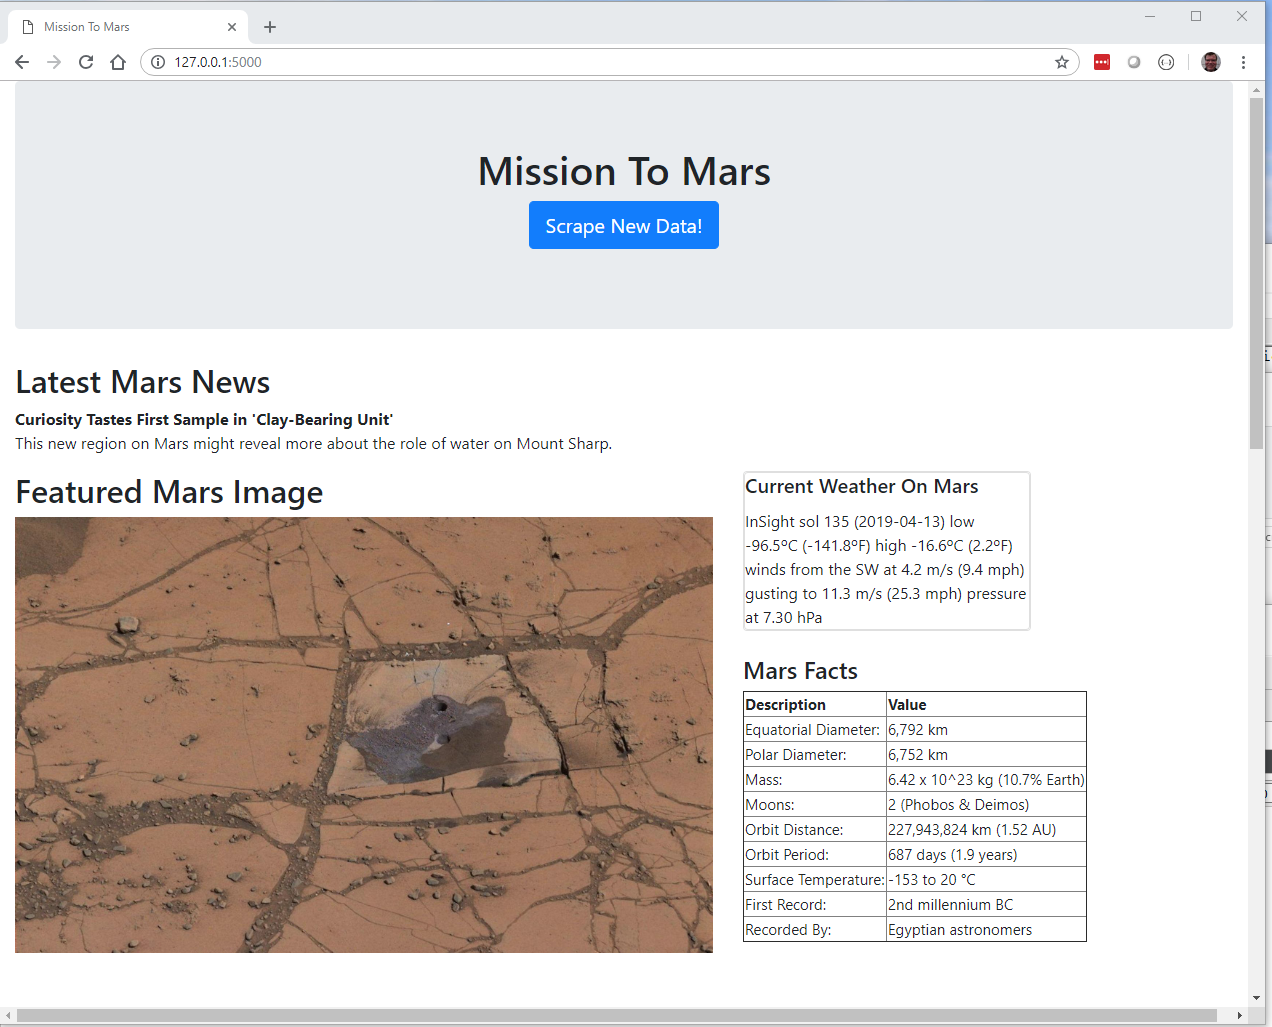 Mission To Mars
127.0.0.1:5000
Mission To Mars
Scrape New Data!
Latest Mars News
Curiosity Tastes First Sample in 'Clay-Bearing Unit'
This new region on Mars might reveal more about the role of water on Mount Sharp.
Featured Mars Image
Current Weather On Mars
InSight sol 135 (2019-04-13) low
-96.5ºC (-141.8ºF) high -16.6ºC (2.2ºF)
winds from the SW at 4.2 m/s (9.4 mph)
gusting to 11.3 m/s (25.3 mph) pressure
at 7.30 hPa
Mars Facts
Description Value
Equatorial Diameter: 6,792 km
Polar Diameter: 6,752 km
Mass: 6.42 x 10^23 kg (10.7% Earth)
Moons: 2 (Phobos & Deimos)
Orbit Distance: 227,943,824 km (1.52 AU)
Orbit Period: 687 days (1.9 years)
Surface Temperature: -153 to 20 °C
First Record: 2nd millennium BC
Recorded By: Egyptian astronomers